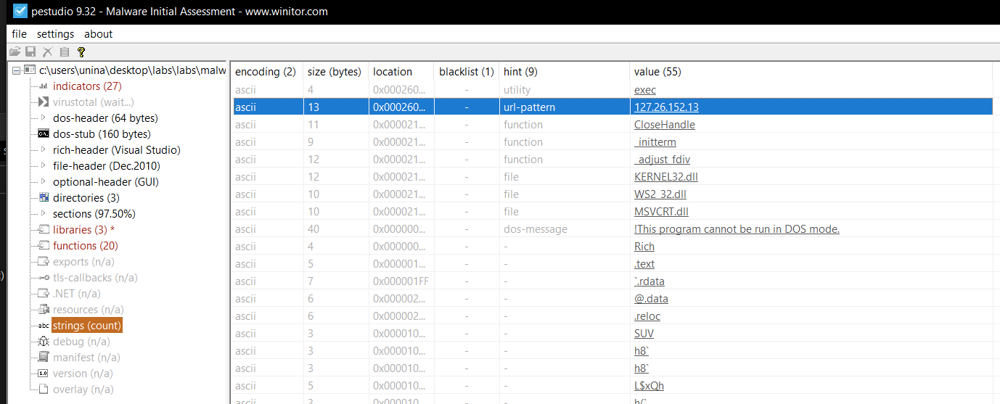 pestudio 9.32 - Malware Initial Assessment - www.winitor.com
file settings about
c:\users\unina\desktop\labs\labs\malw
indicators (27)
virustotal (wait...)
dos-header (64 bytes)
dos-stub (160 bytes)
rich-header (Visual Studio)
file-header (Dec.2010)
optional-header (GUI)
directories (3)
sections (97.50%)
libraries (3) *
functions (20)
exports (n/a)
tls-callbacks (n/a)
.NET (n/a)
resources (n/a)
abc strings (count)
debug (n/a)
manifest (n/a)
1.0 version (n/a)
overlay (n/a)
encoding (2) size (bytes) location blacklist (1) hint (9) value (55)
ascii 4 0x000260... - utility exec
ascii 13 0x000260... - url-pattern 127.26.152.13
ascii 11 0x000021... - function CloseHandle
ascii 9 0x000021... - function _initterm
ascii 12 0x000021... - function _adjust_fdiv
ascii 12 0x000021... - file KERNEL32.dll
ascii 10 0x000021... - file WS2_32.dll
ascii 10 0x000021... - file MSVCRT.dll
ascii 40 0x000000... - dos-message !This program cannot be run in DOS mode.
ascii 4 0x000000... - - Rich
ascii 5 0x000001... - - .text
ascii 7 0x000001FF - - `.rdata
ascii 6 0x000002... - - @.data
ascii 6 0x000002... - - .reloc
ascii 3 0x000010... - - SUV
ascii 3 0x000010... - - h8`
ascii 3 0x000010... - - h8`
ascii 5 0x000010... - - L$xQh
ascii 3 0x000010... - - h(`